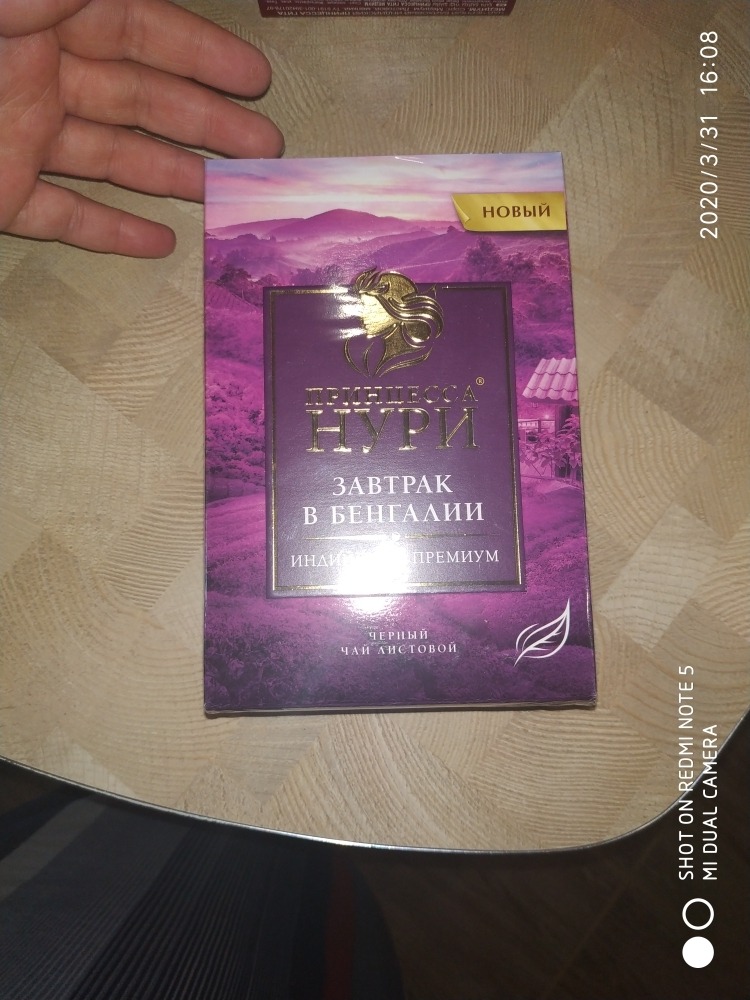 НОВЫЙ
ПРИНЦЕССА®
НУРИ
ЗАВТРАК
В БЕНГАЛИИ
ПРЕМИУМ
ЧЕРНЫЙ
ЧАЙ ЛИСТОВОЙ
2020/3/31 16:08
SHOT ON REDMI NOTE 5
MI DUAL CAMERA